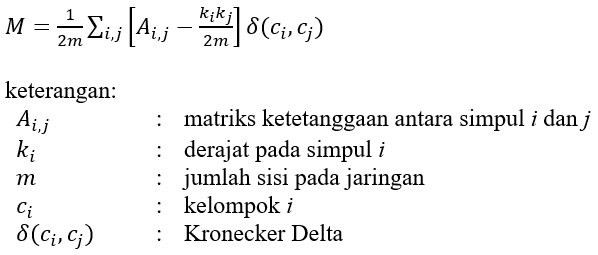 M = \frac{1}{2m} \sum_{i,j} \left[ A_{i,j} - \frac{k_i k_j}{2m} \right] \delta(c_i, c_j)
keterangan:
A_{i,j} : matriks ketetanggaan antara simpul i dan j
k_i : derajat pada simpul i
m : jumlah sisi pada jaringan
c_i : kelompok i
\delta(c_i, c_j) : Kronecker Delta